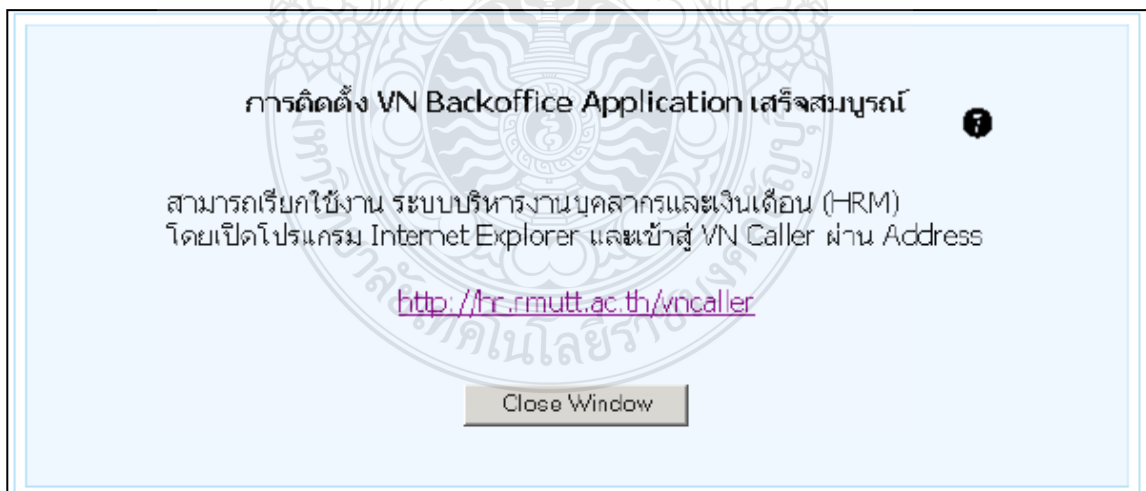 การติดตั้ง VN Backoffice Application เสร็จสมบูรณ์
สามารถเรียกใช้งาน ระบบบริหารงานบุคลากรและเงินเดือน (HRM)
โดยเปิดโปรแกรม Internet Explorer และเข้าสู่ VN Caller ผ่าน Address
http://hr.rmutt.ac.th/vncaller
Close Window